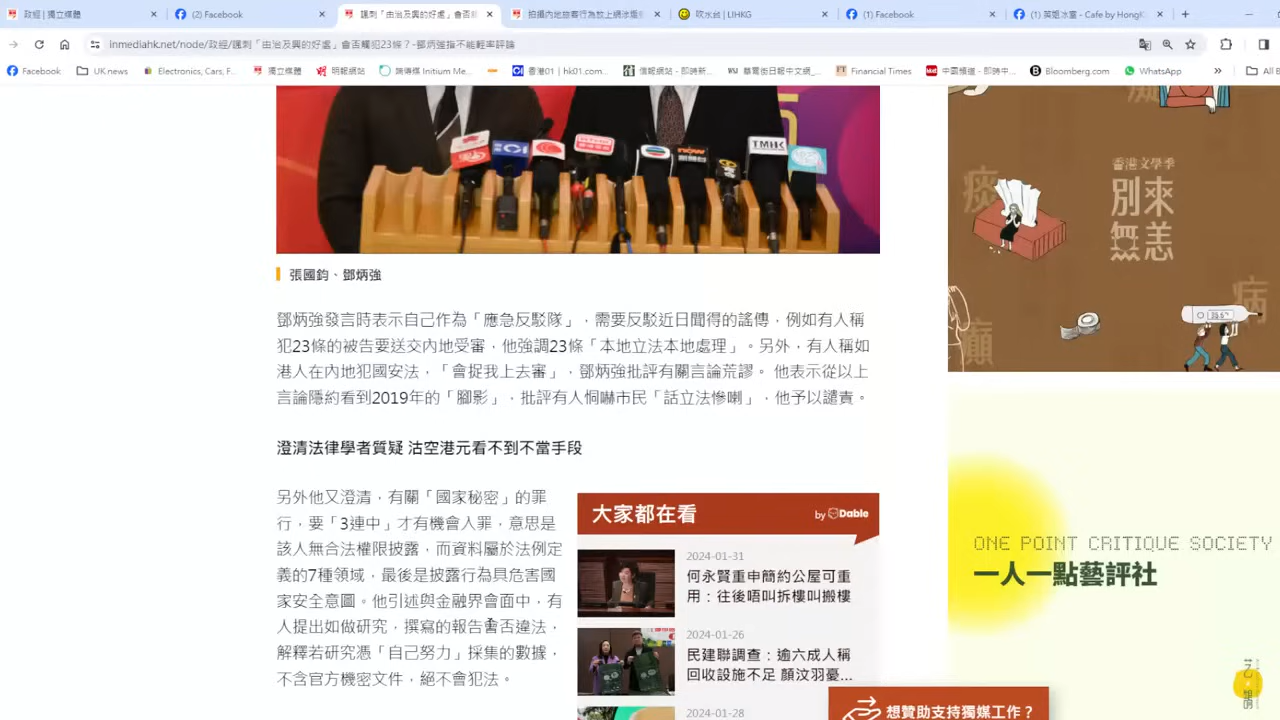 政經 | 獨立媒體
(2) Facebook
諷刺「由治及興的好處」會否觸
拍攝內地旅客行為放上網涉煽
吹水台 | LIHKG
(1) Facebook
(1) 英姐冰室 - Cafe by HongK
inmediahk.net/node/政經/諷刺「由治及興的好處」會否觸犯23條？-鄧炳強指不能輕率評論
Facebook
UK news
Electronics, Cars, F...
獨立媒體
明報網站
端傳媒 Initium Me...
香港01 | hk01.com...
信報網站 - 即時新...
華爾街日報中文網_...
Financial Times
中國頻道 - 即時中...
Bloomberg.com
WhatsApp
»
All B
TMHK
now
張國鈞、鄧炳強
鄧炳強發言時表示自己作為「應急反駁隊」，需要反駁近日聞得的謠傳，例如有人稱
犯23條的被告要送交內地受審，他強調23條「本地立法本地處理」。另外，有人稱如
港人在內地犯國安法，「會捉我上去審」，鄧炳強批評有關言論荒謬。 他表示從以上
言論隱約看到2019年的「腳影」，批評有人恫嚇市民「話立法慘喇」，他予以譴責。
澄清法律學者質疑 沽空港元看不到不當手段
另外他又澄清，有關「國家秘密」的罪
行，要「3連中」才有機會入罪，意思是
該人無合法權限披露，而資料屬於法例定
義的7種領域，最後是披露行為具危害國
家安全意圖。他引述與金融界會面中，有
人提出如做研究，撰寫的報告會否違法，
解釋若研究憑「自己努力」採集的數據，
不含官方機密文件，絕不會犯法。
大家都在看
by Dable
2024-01-31
何永賢重申簡約公屋可重
用：往後唔叫拆樓叫搬樓
2024-01-26
民建聯調查：逾六成人稱
回收設施不足 顏汶羽憂...
2024-01-28
想贊助支持獨媒工作？
香港文學季
別來
無恙
痰
病
癲
ONE POINT CRITIQUE SOCIETY
一人一點藝評社